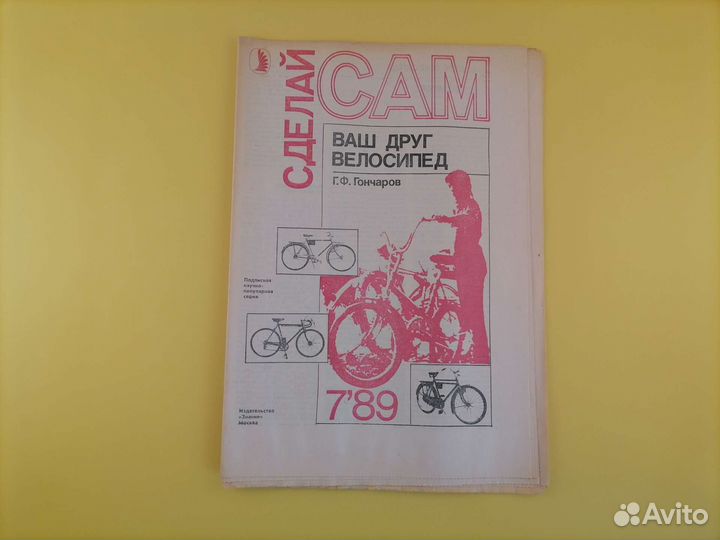 СДЕЛАЙ
САМ
ВАШ ДРУГ
ВЕЛОСИПЕД
Г.Ф. Гончаров
Подписная
научно-
популярная
серия
7'89
Издательство
«Знание»
Москва
Avito